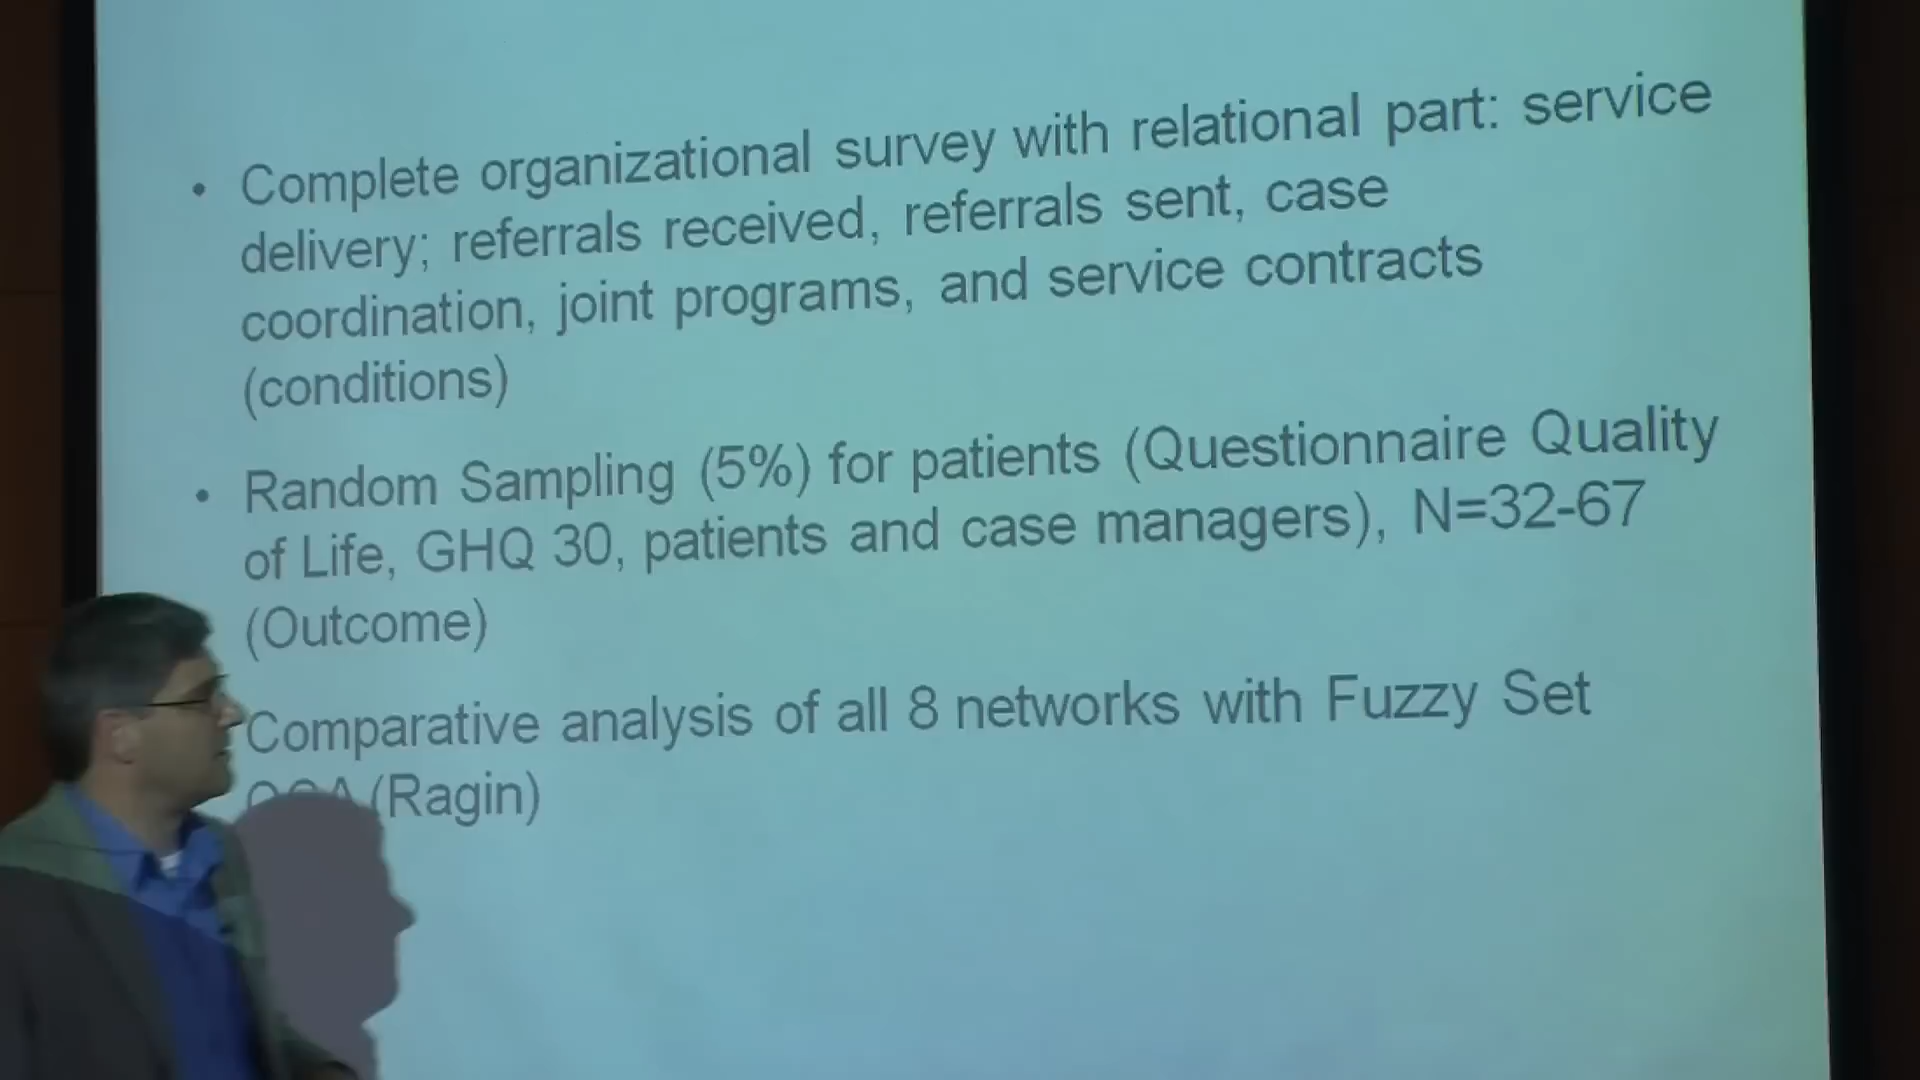 • Complete organizational survey with relational part: service
delivery; referrals received, referrals sent, case
coordination, joint programs, and service contracts
(conditions)
• Random Sampling (5%) for patients (Questionnaire Quality
of Life, GHQ 30, patients and case managers), N=32-67
(Outcome)
Comparative analysis of all 8 networks with Fuzzy Set
QCA (Ragin)